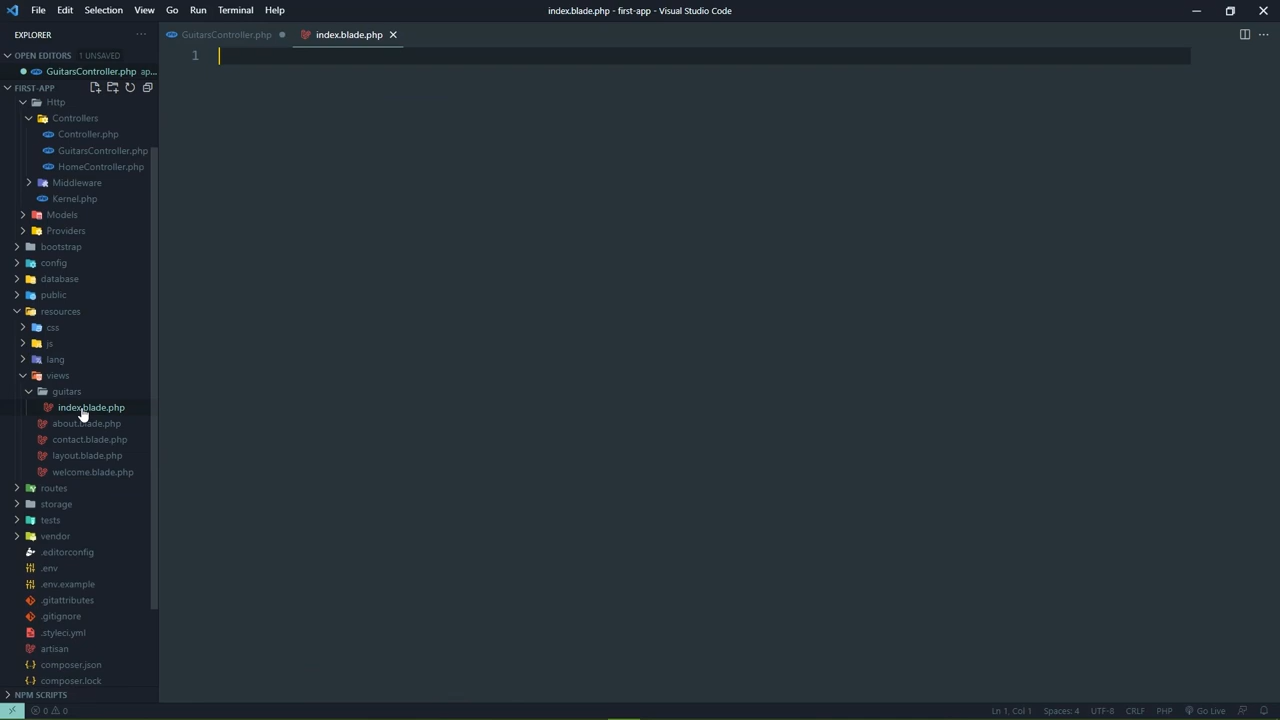 File Edit Selection View Go Run Terminal Help
index.blade.php - first-app - Visual Studio Code
EXPLORER
GuitarsController.php
index.blade.php
OPEN EDITORS 1 UNSAVED
GuitarsController.php ap...
1
FIRST-APP
Http
Controllers
Controller.php
GuitarsController.php
HomeController.php
Middleware
Kernel.php
Models
Providers
bootstrap
config
database
public
resources
css
js
lang
views
guitars
index.blade.php
about.blade.php
contact.blade.php
layout.blade.php
welcome.blade.php
routes
storage
tests
vendor
.editorconfig
.env
.env.example
.gitattributes
.gitignore
.styleci.yml
artisan
composer.json
composer.lock
NPM SCRIPTS
0 0
Ln 1, Col 1 Spaces: 4 UTF-8 CRLF PHP Go Live